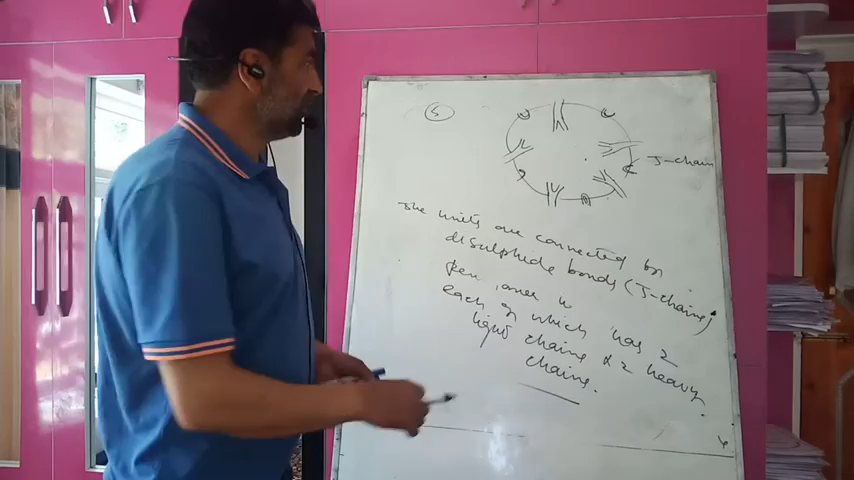 5
J-chain
The units are connected by
disulphide bonds (J-chains)
each of which has 2
light chains & 2 heavy
chains.